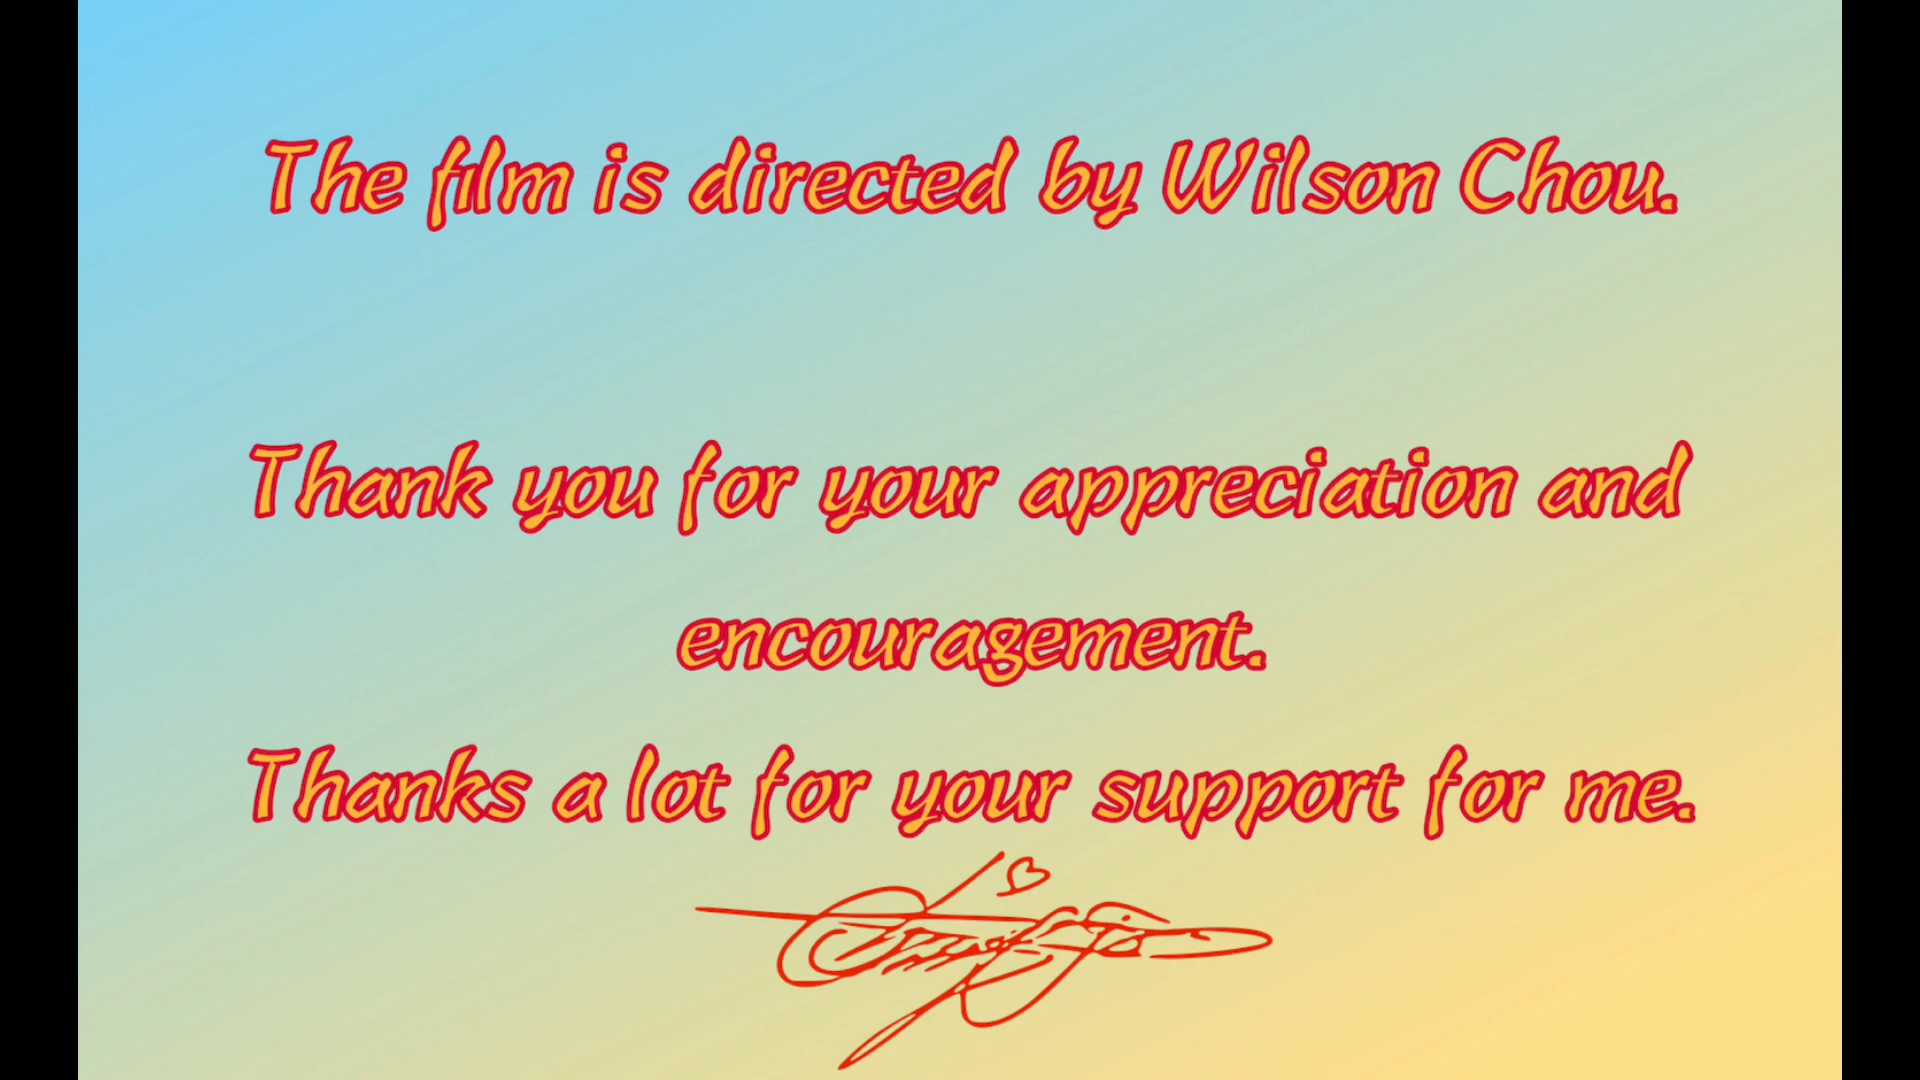 The film is directed by Wilson Chou.
Thank you for your appreciation and
encouragement.
Thanks a lot for your support for me.